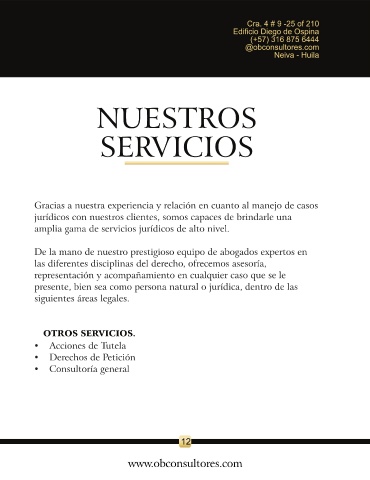 Cra. 4 # 9 -25 of 210
Edificio Diego de Ospina
(+57) 316 875 6444
@obconsultores.com
Neiva - Huila
NUESTROS
SERVICIOS
Gracias a nuestra experiencia y relación en cuanto al manejo de casos
jurídicos con nuestros clientes, somos capaces de brindarle una
amplia gama de servicios jurídicos de alto nivel.
De la mano de nuestro prestigioso equipo de abogados expertos en
las diferentes disciplinas del derecho, ofrecemos asesoría,
representación y acompañamiento en cualquier caso que se le
presente, bien sea como persona natural o jurídica, dentro de las
siguientes áreas legales.
OTROS SERVICIOS.
• Acciones de Tutela
• Derechos de Petición
• Consultoría general
12
www.obconsultores.com